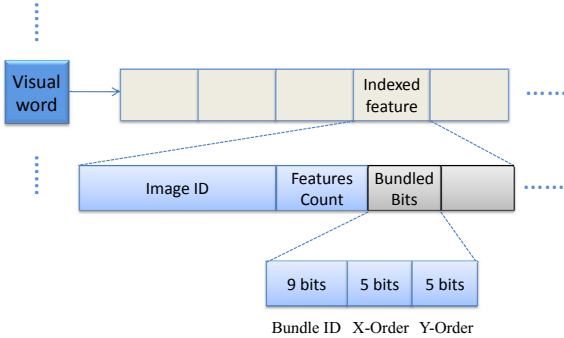 Visual
word
Indexed
feature
Image ID
Features
Count
Bundled
Bits
9 bits
5 bits
5 bits
Bundle ID X-Order Y-Order